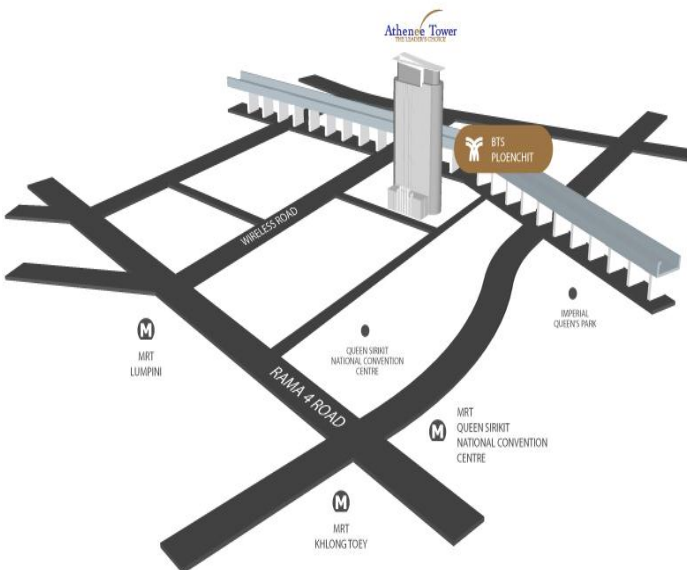 Athenee Tower
THE LEADER'S CHOICE
BTS
PLOENCHIT
WIRELESS ROAD
IMPERIAL
QUEEN'S PARK
M
MRT
LUMPINI
QUEEN SIRIKIT
NATIONAL CONVENTION
CENTRE
RAMA 4 ROAD
M
MRT
QUEEN SIRIKIT
NATIONAL CONVENTION
CENTRE
M
MRT
KHLONG TOEY